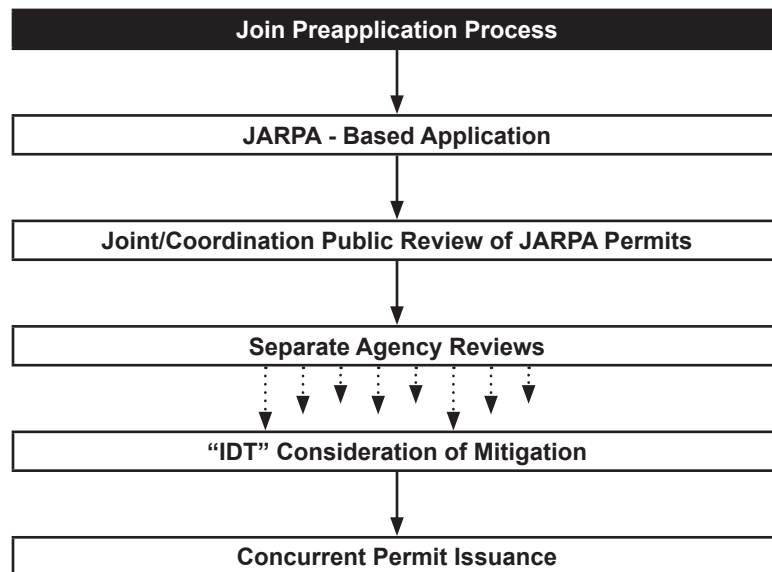 Join Preapplication Process
JARPA - Based Application
Joint/Coordination Public Review of JARPA Permits
Separate Agency Reviews
“IDT” Consideration of Mitigation
Concurrent Permit Issuance